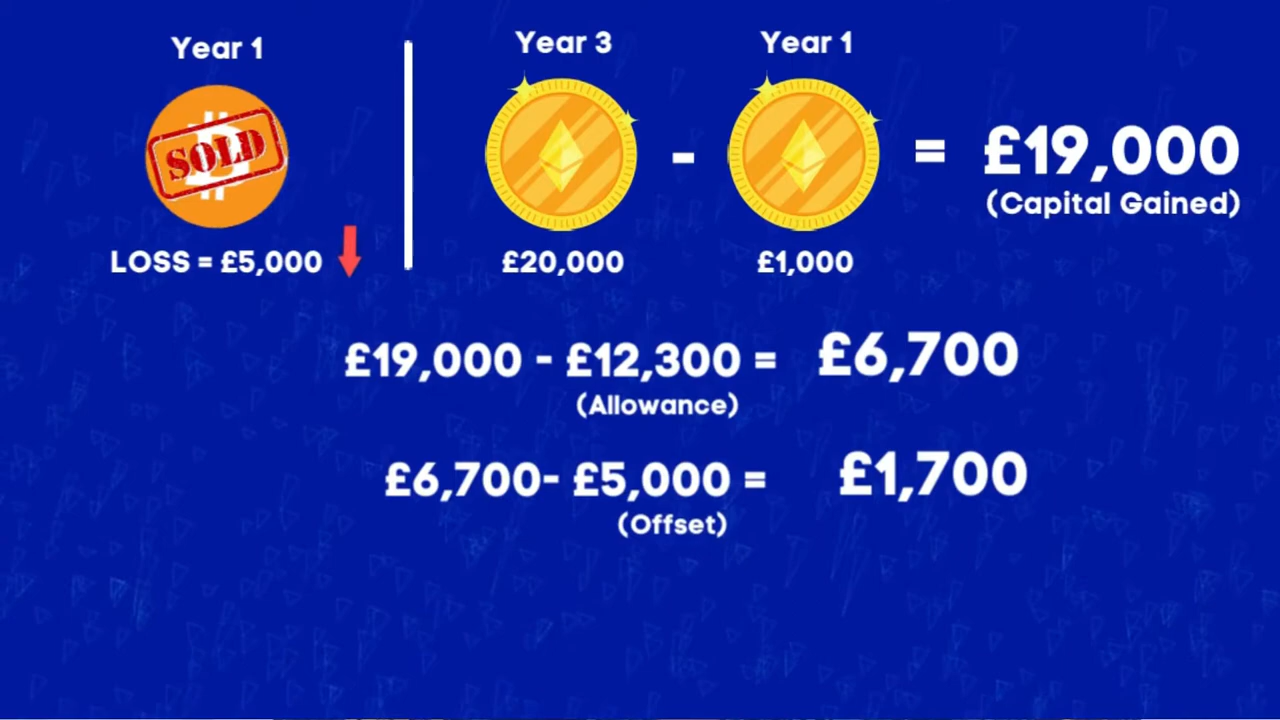 Year 1
SOLD
LOSS = £5,000
Year 3
Year 1
£20,000
-
£1,000
= £19,000
(Capital Gained)
£19,000 - £12,300 = £6,700
(Allowance)
£6,700- £5,000 = £1,700
(Offset)